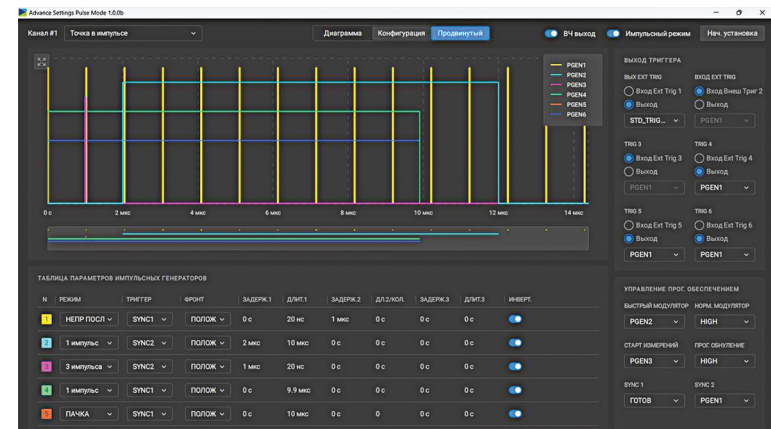 Advance Settings Pulse Mode 1.0.0b
Канал #1 Точка в импульсе Диаграмма Конфигурация Продвинутый ВЧ выход Импульсный режим Нач. установка
PGEN1
PGEN2
PGEN3
PGEN4
PGEN5
PGEN6
0 с 2 мкс 4 мкс 6 мкс 8 мкс 10 мкс 12 мкс 14 мкс
ТАБЛИЦА ПАРАМЕТРОВ ИМПУЛЬСНЫХ ГЕНЕРАТОРОВ
N РЕЖИМ ТРИГГЕР ФРОНТ ЗАДЕРЖ.1 ДЛИТ.1 ЗАДЕРЖ.2 ДЛ.2/КОЛ. ЗАДЕРЖ.3 ДЛИТ.3 ИНВЕРТ.
1 НЕПР ПОСЛ SYNC1 ПОЛОЖ 0 с 20 нс 1 мкс 0 с 0 с 0 с
2 1 импульс SYNC2 ПОЛОЖ 2 мкс 10 мкс 0 с 0 с 0 с 0 с
3 3 импульса SYNC2 ПОЛОЖ 1 мкс 20 нс 0 с 0 с 0 с 0 с
4 1 импульс SYNC1 ПОЛОЖ 0 с 9.9 мкс 0 с 0 с 0 с 0 с
5 ПАЧКА SYNC1 ПОЛОЖ 0 с 10 мкс 0 с 0 0 с 0 с
ВЫХОД ТРИГГЕРА
ВЫХ EXT TRIG ВХОД EXT TRIG
Вход Ext Trig 1 Вход Внеш Триг 2
Выход Выход
STD_TRIG... PGEN1
TRIG 3 TRIG 4
Вход Ext Trig 3 Вход Ext Trig 4
Выход Выход
PGEN1 PGEN1
TRIG 5 TRIG 6
Вход Ext Trig 5 Вход Ext Trig 6
Выход Выход
PGEN1 PGEN1
УПРАВЛЕНИЕ ПРОГ. ОБЕСПЕЧЕНИЕМ
БЫСТРЫЙ МОДУЛЯТОР НОРМ. МОДУЛЯТОР
PGEN2 HIGH
СТАРТ ИЗМЕРЕНИЙ ПРОГ. ОБНУЛЕНИЕ
PGEN3 HIGH
SYNC 1 SYNC 2
ГОТОВ PGEN1